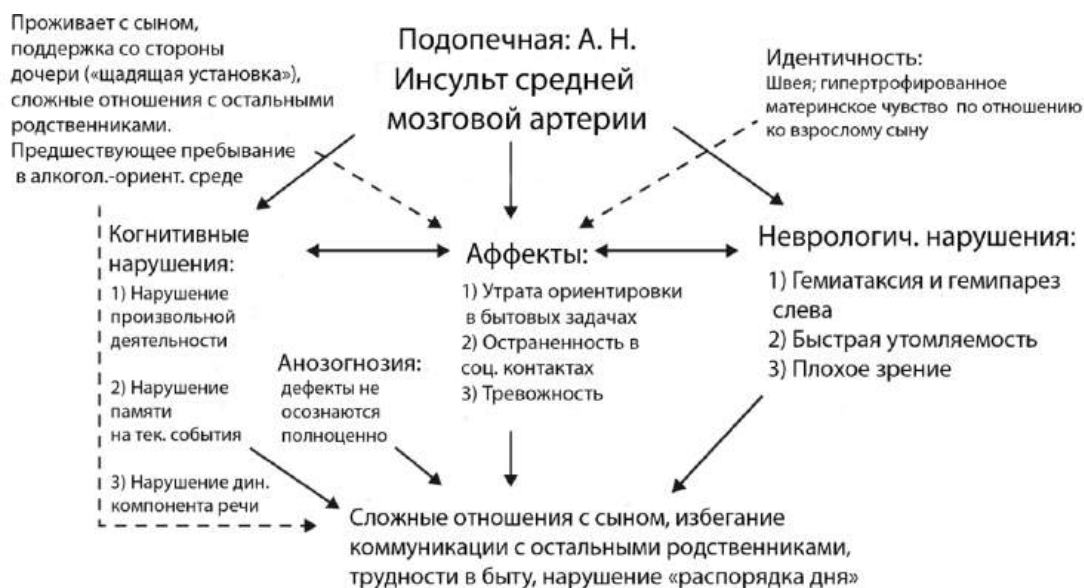 Проживает с сыном,
поддержка со стороны
дочери («щадящая установка»),
сложные отношения с остальными
родственниками.
Предшествующее пребывание
в алкогол.-ориент. среде
Подопечная: А. Н.
Инсульт средней
мозговой артерии
Идентичность:
Швея; гипертрофированное
материнское чувство по отношению
ко взрослому сыну
Когнитивные
нарушения:
1) Нарушение
произвольной
деятельности
2) Нарушение
памяти
на тек. события
3) Нарушение дин.
компонента речи
Анозогнозия:
дефекты не
осознаются
полноценно
Аффекты:
1) Утрата ориентировки
в бытовых задачах
2) Остраненность в
соц. контактах
3) Тревожность
Неврологич. нарушения:
1) Гемиатаксия и гемипарез
слева
2) Быстрая утомляемость
3) Плохое зрение
Сложные отношения с сыном, избегание
коммуникации с остальными родственниками,
трудности в быту, нарушение «распорядка дня»